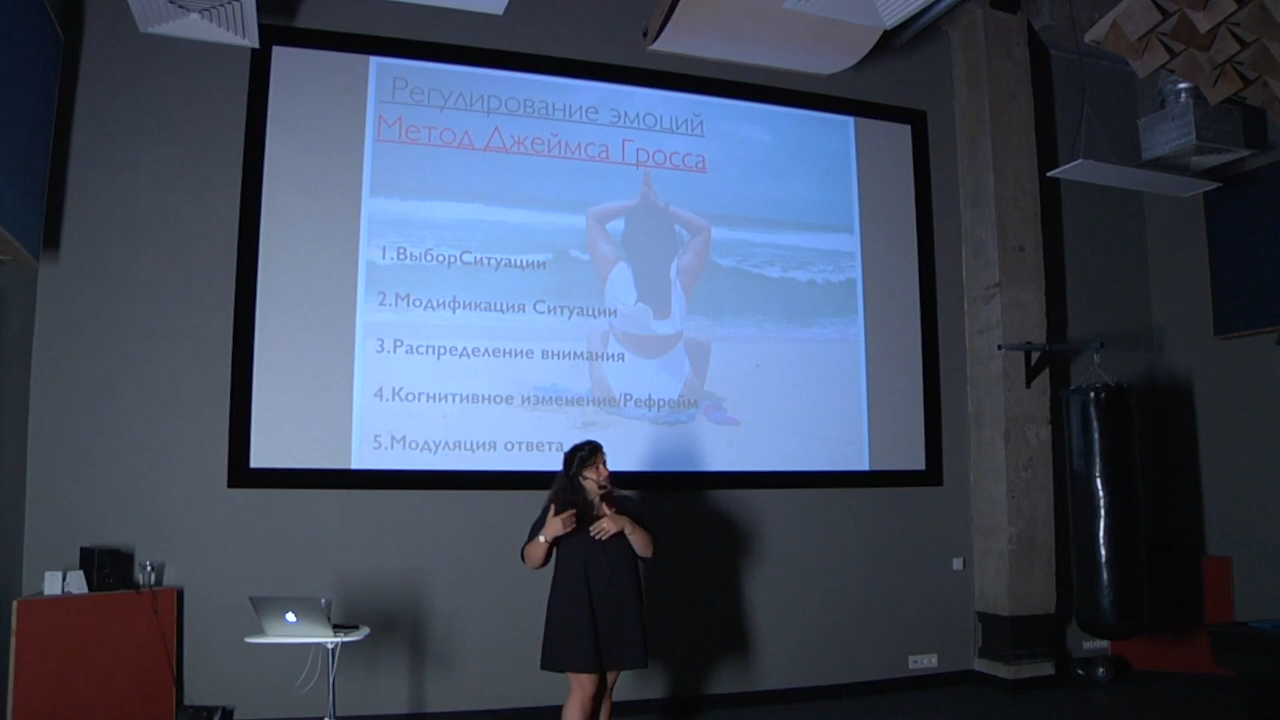 Регулирование эмоций
Метод Джеймса Гросса
1.ВыборСитуации
2.Модификация Ситуации
3.Распределение внимания
4.Когнитивное изменение/Рефрейм
5.Модуляция ответа